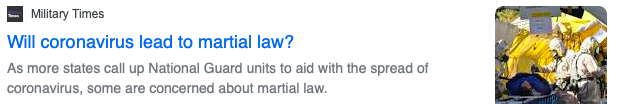 Military Times
Will coronavirus lead to martial law?
As more states call up National Guard units to aid with the spread of
coronavirus, some are concerned about martial law.